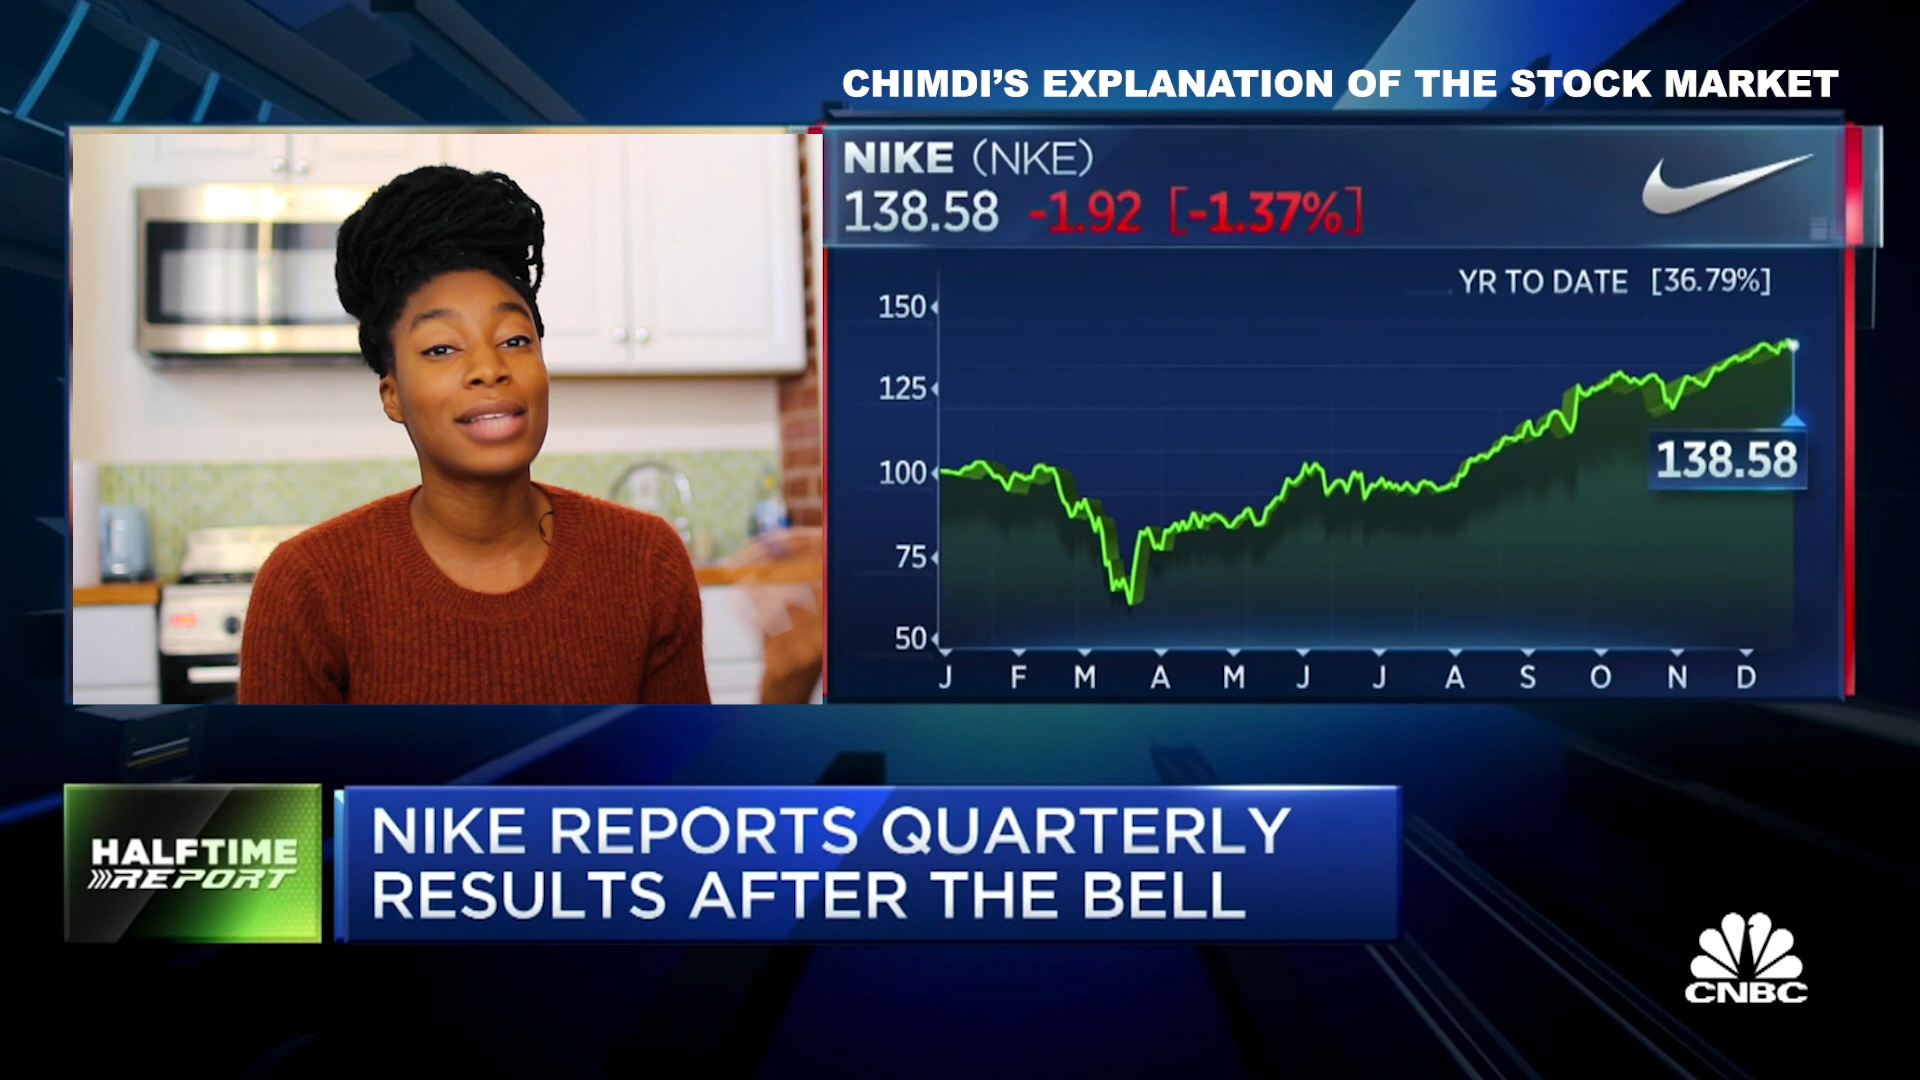 CHIMDI’S EXPLANATION OF THE STOCK MARKET
NIKE (NKE)
138.58 -1.92 [-1.37%]
YR TO DATE [36.79%]
150
125
100
75
50
138.58
J F M A M J J A S O N D
HALFTIME
REPORT
NIKE REPORTS QUARTERLY
RESULTS AFTER THE BELL
CNBC